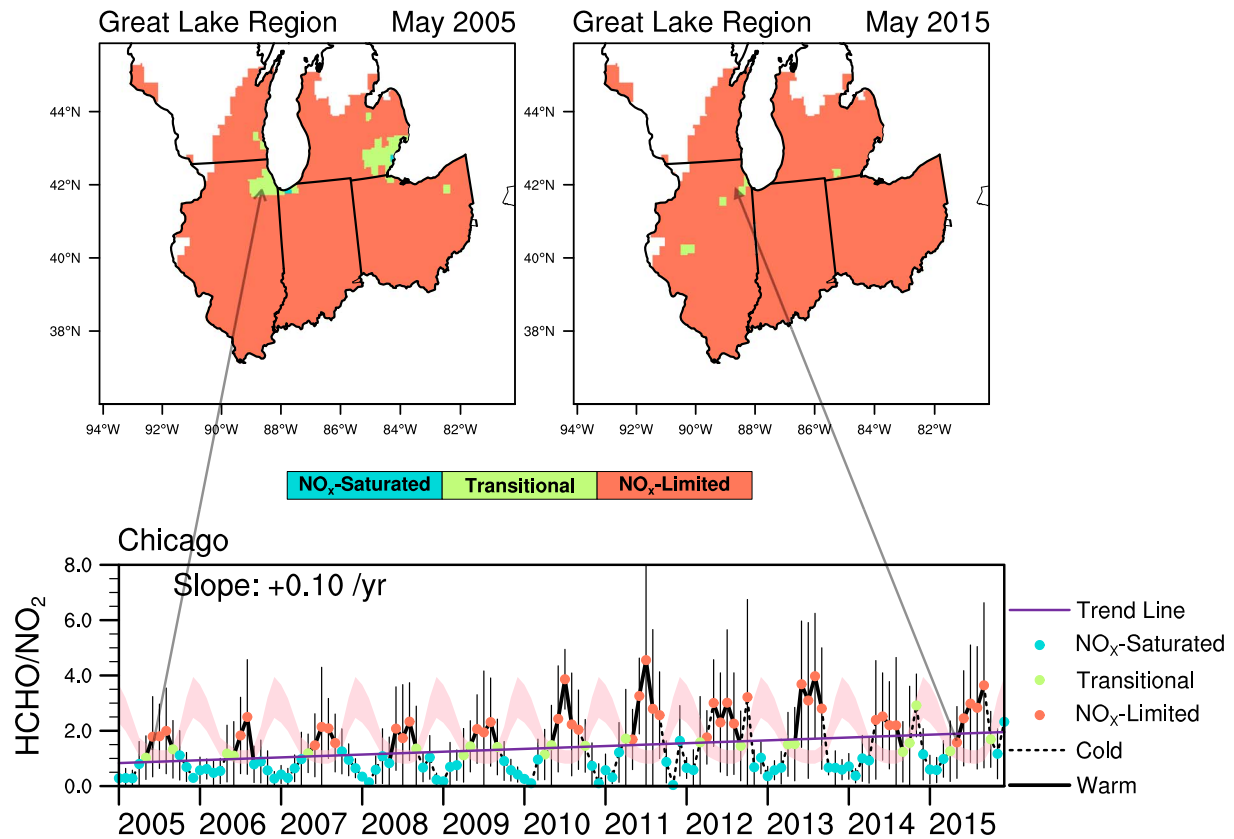 Great Lake Region May 2005
Great Lake Region May 2015
44°N
42°N
40°N
38°N
44°N
42°N
40°N
38°N
94°W 92°W 90°W 88°W 86°W 84°W 82°W
94°W 92°W 90°W 88°W 86°W 84°W 82°W
NOx-Saturated Transitional NOx-Limited
Chicago
Slope: +0.10 /yr
HCHO/NO2
8.0
6.0
4.0
2.0
0.0
2005 2006 2007 2008 2009 2010 2011 2012 2013 2014 2015
Trend Line
NOX-Saturated
Transitional
NOX-Limited
Cold
Warm